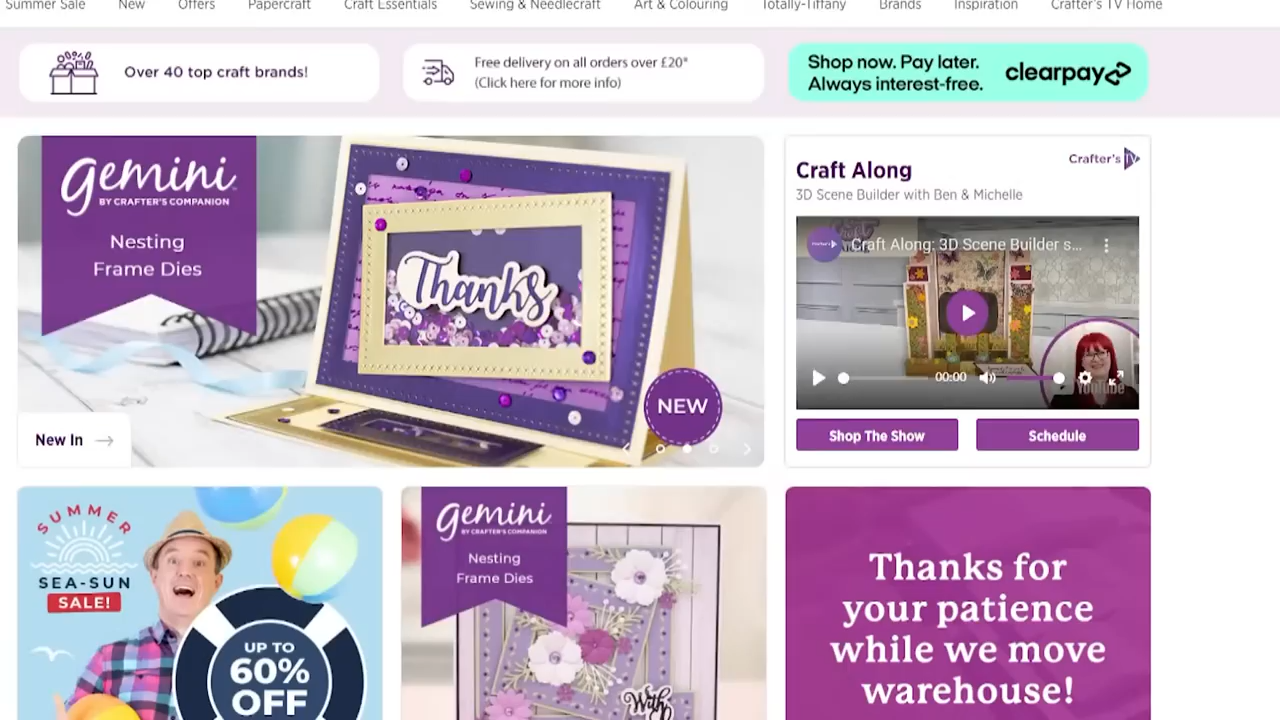 Summer Sale New Offers Papercraft Craft Essentials Sewing & Needlecraft Art & Colouring Totally-Tiffany Brands Inspiration Crafter's TV Home
Over 40 top craft brands!
Free delivery on all orders over £20*
(Click here for more info)
Shop now. Pay later.
Always interest-free.
clearpay
gemini
BY CRAFTER'S COMPANION
Nesting
Frame Dies
Thanks
NEW
New In
Craft Along
Crafter's TV
3D Scene Builder with Ben & Michelle
Craft Along: 3D Scene Builder s...
00:00
YouTube
Shop The Show
Schedule
SUMMER
SEA-SUN
SALE!
UP TO
60%
OFF
gemini
BY CRAFTER'S COMPANION
Nesting
Frame Dies
With
Thanks for
your patience
while we move
warehouse!